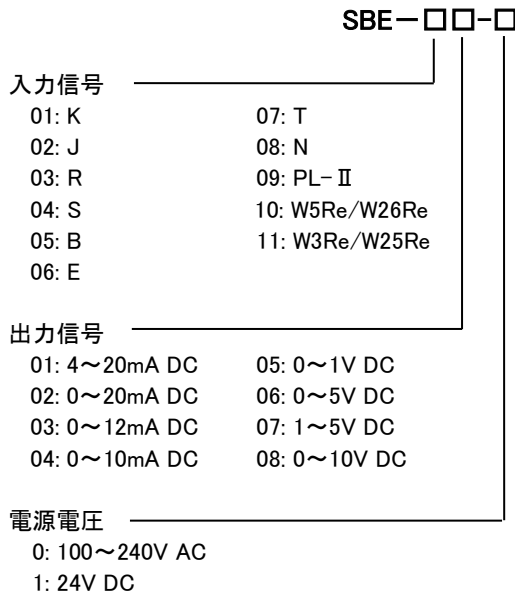 SBE－□□-□
入力信号
01: K 07: T
02: J 08: N
03: R 09: PL-Ⅱ
04: S 10: W5Re/W26Re
05: B 11: W3Re/W25Re
06: E
出力信号
01: 4～20mA DC 05: 0～1V DC
02: 0～20mA DC 06: 0～5V DC
03: 0～12mA DC 07: 1～5V DC
04: 0～10mA DC 08: 0～10V DC
電源電圧
0: 100～240V AC
1: 24V DC